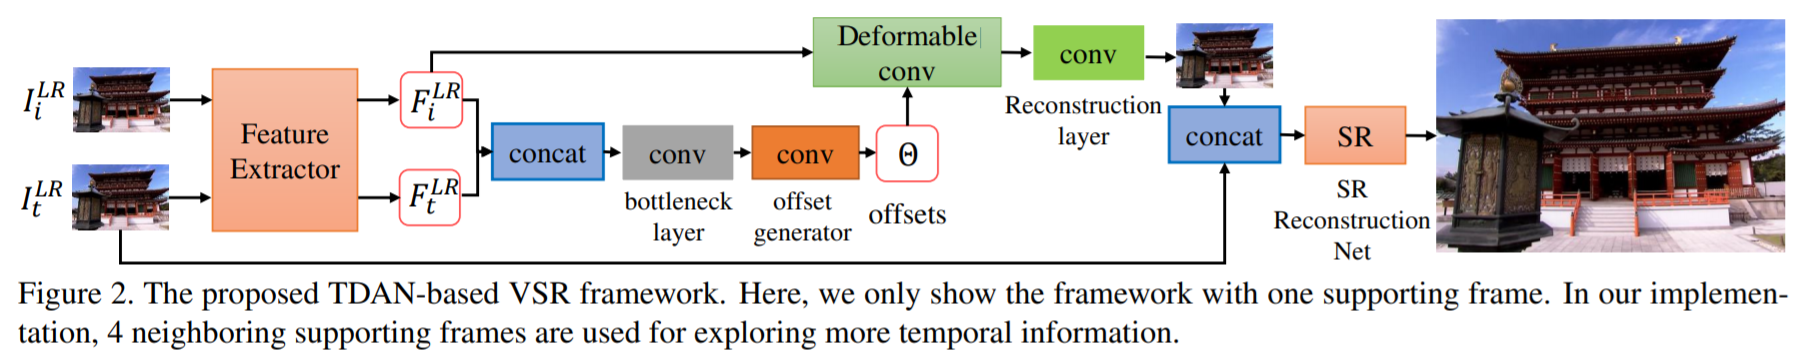 I_i^{LR}
I_t^{LR}
Feature
Extractor
F_i^{LR}
F_t^{LR}
concat
conv
bottleneck
layer
conv
offset
generator
Θ
offsets
Deformable
conv
conv
Reconstruction
layer
concat
SR
SR
Reconstruction
Net
Figure 2. The proposed TDAN-based VSR framework. Here, we only show the framework with one supporting frame. In our implemen-
tation, 4 neighboring supporting frames are used for exploring more temporal information.